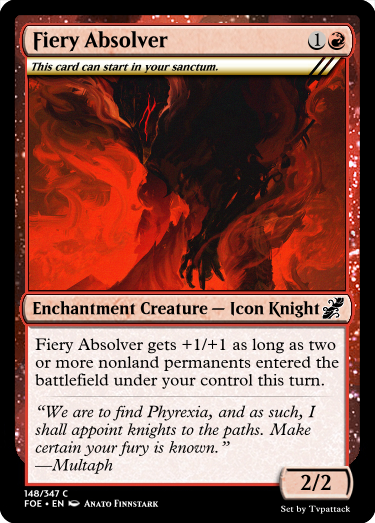 Fiery Absolver 1
This card can start in your sanctum.
Enchantment Creature — Icon Knight
Fiery Absolver gets +1/+1 as long as two
or more nonland permanents entered the
battlefield under your control this turn.
“We are to find Phyrexia, and as such, I
shall appoint knights to the paths. Make
certain your fury is known.”
—Multaph
2/2
148/347 C
FOE • EN Anato Finnstark
Set by Tvpattack